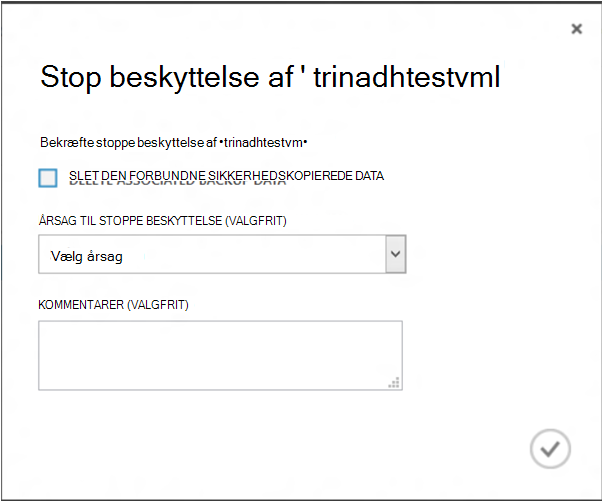 Stop beskyttelse af ' trinadhtestvml
Bekræfte stoppe beskyttelse af •trinadhtestvm•
SLET DEN FORBUNDNE SIKKERHEDSKOPIEREDE DATA
DELETE ASSOCIATED BACKUP DATA
ÅRSAG TIL STOPPE BESKYTTELSE (VALGFRIT)
Vælg årsag
KOMMENTARER (VALGFRIT)